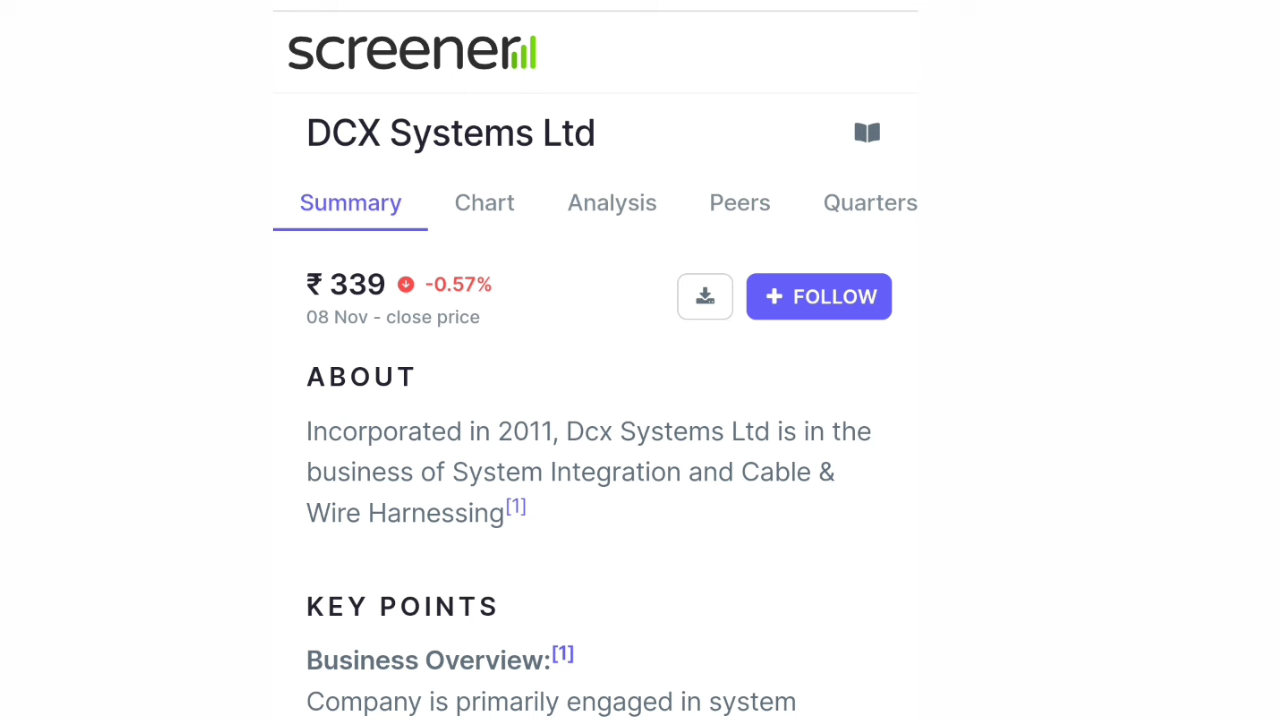 screener
DCX Systems Ltd
Summary Chart Analysis Peers Quarters
₹ 339 -0.57%
08 Nov - close price
+ FOLLOW
ABOUT
Incorporated in 2011, Dcx Systems Ltd is in the
business of System Integration and Cable &
Wire Harnessing[1]
KEY POINTS
Business Overview:[1]
Company is primarily engaged in system